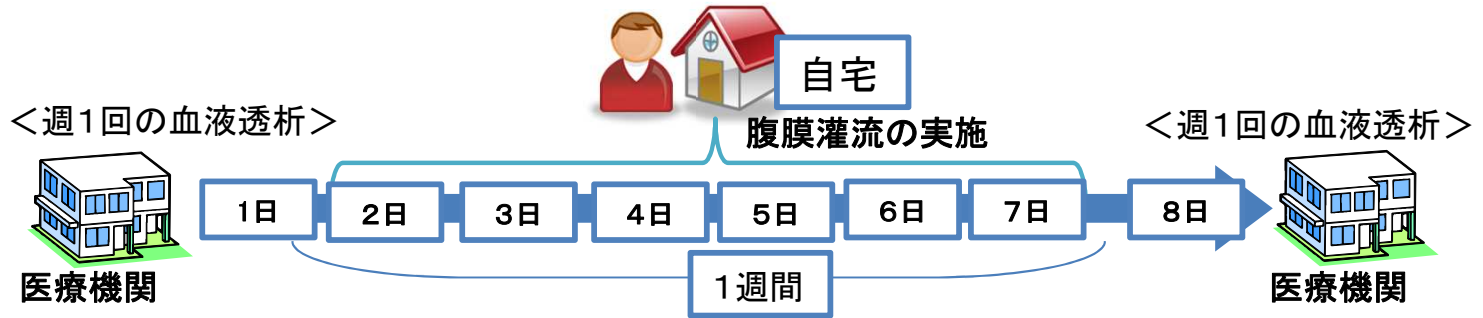 自宅
＜週１回の血液透析＞
腹膜灌流の実施
＜週１回の血液透析＞
１日
２日
３日
４日
５日
６日
７日
８日
医療機関
１週間
医療機関